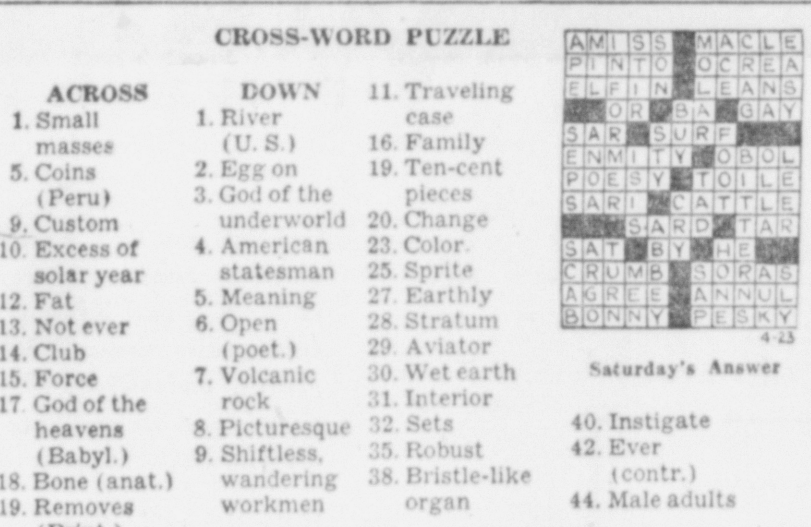 CROSS-WORD PUZZLE
ACROSS
1. Small
masses
5. Coins
(Peru)
9. Custom
10. Excess of
solar year
12. Fat
13. Not ever
14. Club
15. Force
17. God of the
heavens
(Babyl.)
18. Bone (anat.)
19. Removes
DOWN
1. River
(U. S.)
2. Egg on
3. God of the
underworld
4. American
statesman
5. Meaning
6. Open
(poet.)
7. Volcanic
rock
8. Picturesque
9. Shiftless,
wandering
workmen
11. Traveling
case
16. Family
19. Ten-cent
pieces
20. Change
23. Color.
25. Sprite
27. Earthly
28. Stratum
29. Aviator
30. Wet earth
31. Interior
32. Sets
35. Robust
38. Bristle-like
organ
AMISS MACLE
PINTO OCREA
ELFIN LEANS
OR BA GAY
SAR SURF
ENMITY OBOL
POESY TOILE
SARI CATTLE
SARD TAR
SAT BY HE
CRUMB SORAS
AGREE ANNUL
BONNY PESKY
4-23
Saturday's Answer
40. Instigate
42. Ever
(contr.)
44. Male adults